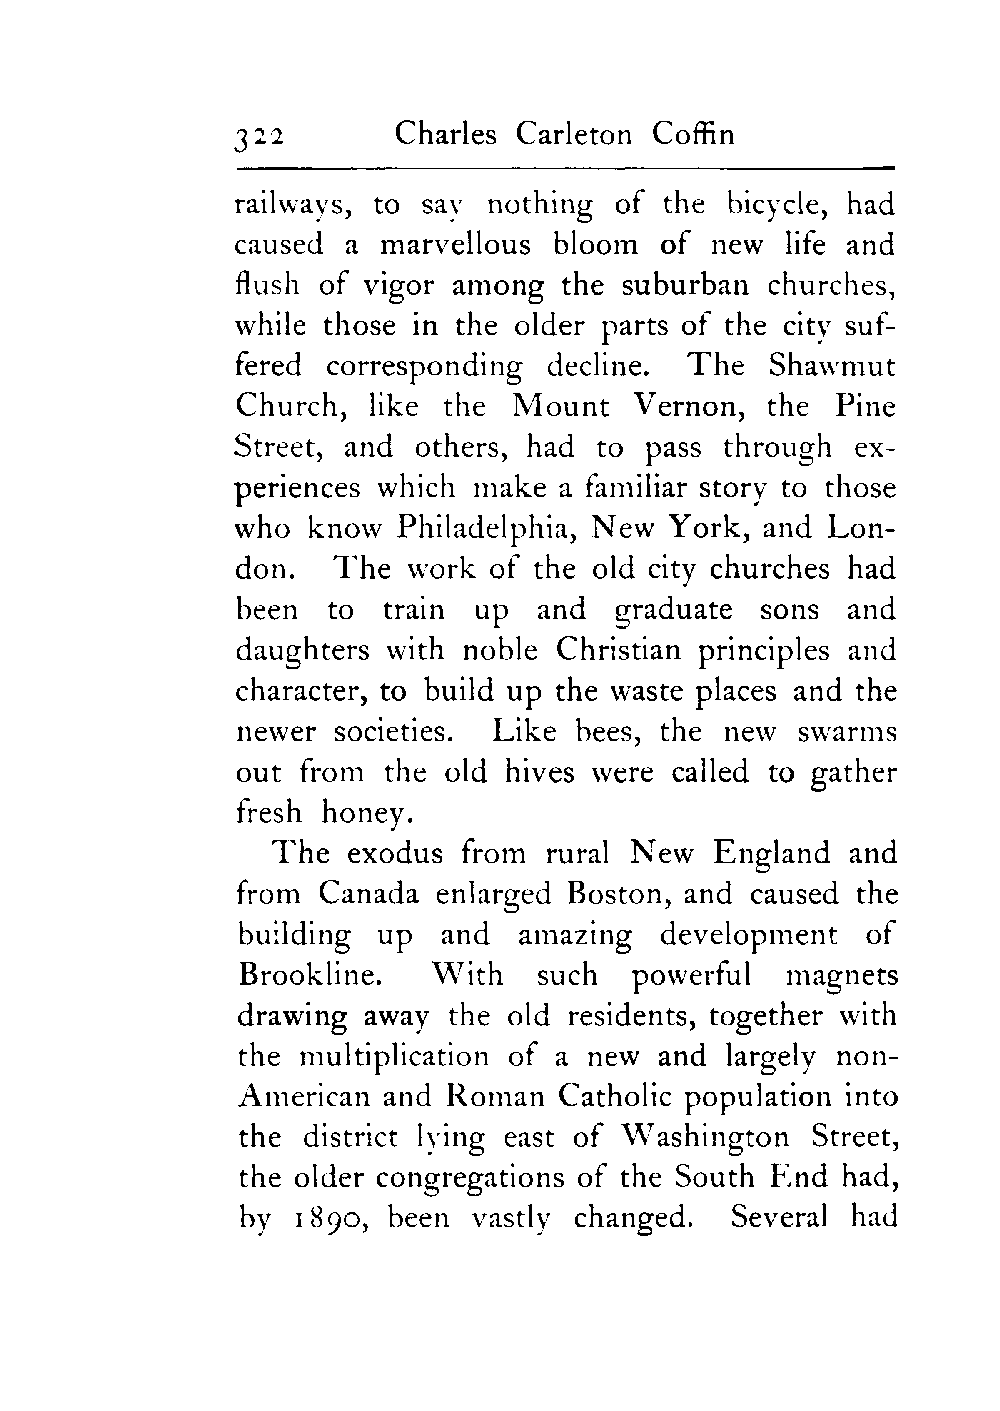 322 Charles Carleton Coffin
railways, to say nothing of the bicycle, had
caused a marvellous bloom of new life and
flush of vigor among the suburban churches,
while those in the older parts of the city suf-
fered corresponding decline. The Shawmut
Church, like the Mount Vernon, the Pine
Street, and others, had to pass through ex-
periences which make a familiar story to those
who know Philadelphia, New York, and Lon-
don. The work of the old city churches had
been to train up and graduate sons and
daughters with noble Christian principles and
character, to build up the waste places and the
newer societies. Like bees, the new swarms
out from the old hives were called to gather
fresh honey.
The exodus from rural New England and
from Canada enlarged Boston, and caused the
building up and amazing development of
Brookline. With such powerful magnets
drawing away the old residents, together with
the multiplication of a new and largely non-
American and Roman Catholic population into
the district lying east of Washington Street,
the older congregations of the South End had,
by 1890, been vastly changed. Several had